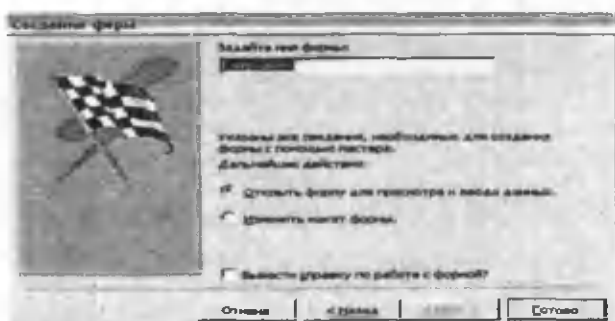 Создание форм
Задайте имя формы:
Указаны все сведения, необходимые для создания
формы с помощью мастера.
Дальнейшие действия:
Открыть форму для просмотра и ввода данных.
Изменить макет формы.
Вывести справку по работе с формой?
Отмена
< Назад
Готово